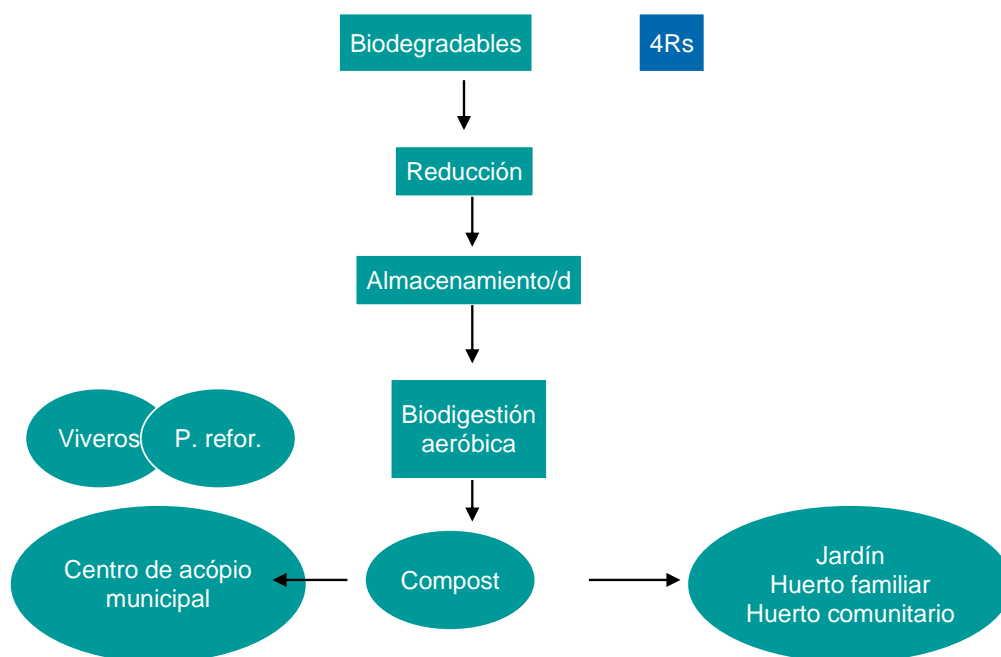 Biodegradables
4Rs
Reducción
Almacenamiento/d
Biodigestión
aeróbica
Viveros
P. refor.
Centro de acópio
municipal
Compost
Jardín
Huerto familiar
Huerto comunitario